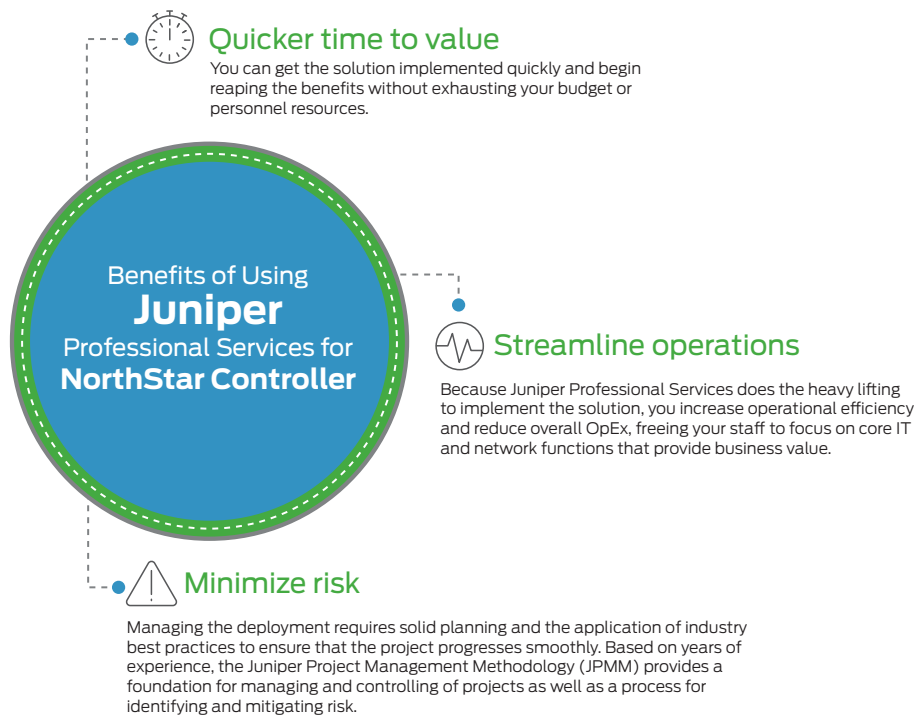 Quicker time to value
You can get the solution implemented quickly and begin
reaping the benefits without exhausting your budget or
personnel resources.
Benefits of Using
Juniper
Professional Services for
NorthStar Controller
Streamline operations
Because Juniper Professional Services does the heavy lifting
to implement the solution, you increase operational efficiency
and reduce overall OpEx, freeing your staff to focus on core IT
and network functions that provide business value.
Minimize risk
Managing the deployment requires solid planning and the application of industry
best practices to ensure that the project progresses smoothly. Based on years of
experience, the Juniper Project Management Methodology (JPMM) provides a
foundation for managing and controlling of projects as well as a process for
identifying and mitigating risk.